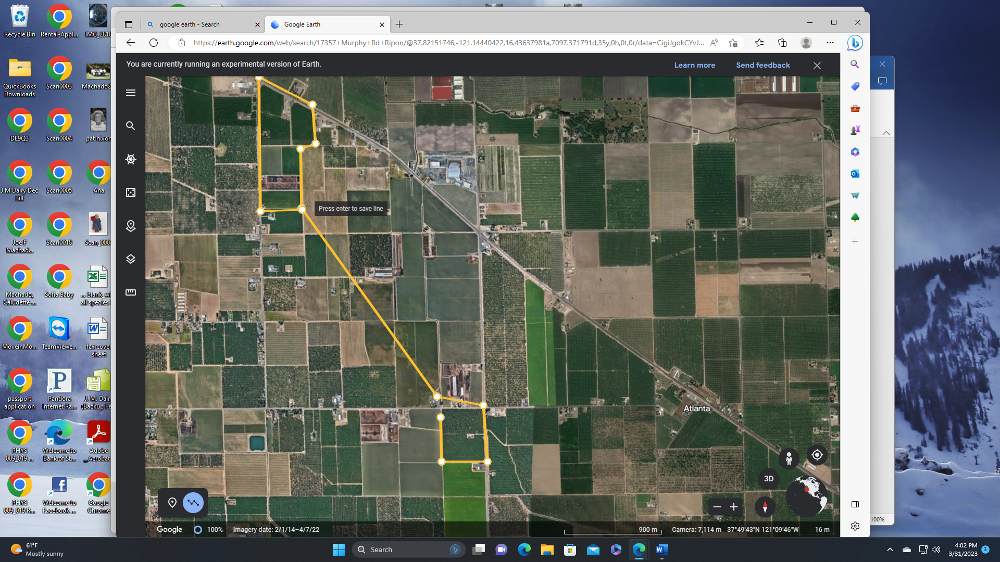 Recycle Bin
Rental-Appl...
IMG_2818
QuickBooks
Downloads
Scan0003
Machado2
DE9Q3
Scan0004
pat nixon
J M Dairy Dec
Bill
Scan0005
Ana
Joe F
Machad...
Scan0018
Scan_0004
Machado,
Caludette ...
Sofia Baby
... blank_wi
all species l
MoveinMo...
TeamViewe...
fax cover
sheet
passport
application
Pandora
Internet Ra...
J. M. Dair
(Backup Fe
PHYS
009_019 ...
Welcome to
Bank of St...
Adobe
Acrobat
PHYS
009_019 R...
Welcome to
Facebook ...
Google
Chrome
google earth - Search
Google Earth
https://earth.google.com/web/search/17357+Murphy+Rd+Ripon/@37.82151746,-121.14440422,16.43637981a,7097.371791d,35y,0h,0t,0r/data=CigiJgokCYvJ...
You are currently running an experimental version of Earth.
Learn more
Send feedback
Press enter to save line
Atlanta
3D
Google
100%
Imagery date: 2/1/14–4/7/22
900 m
Camera: 7,114 m
37°49'43"N 121°09'46"W
16 m
100%
61°F
Mostly sunny
Search
4:02 PM
3/31/2023
3